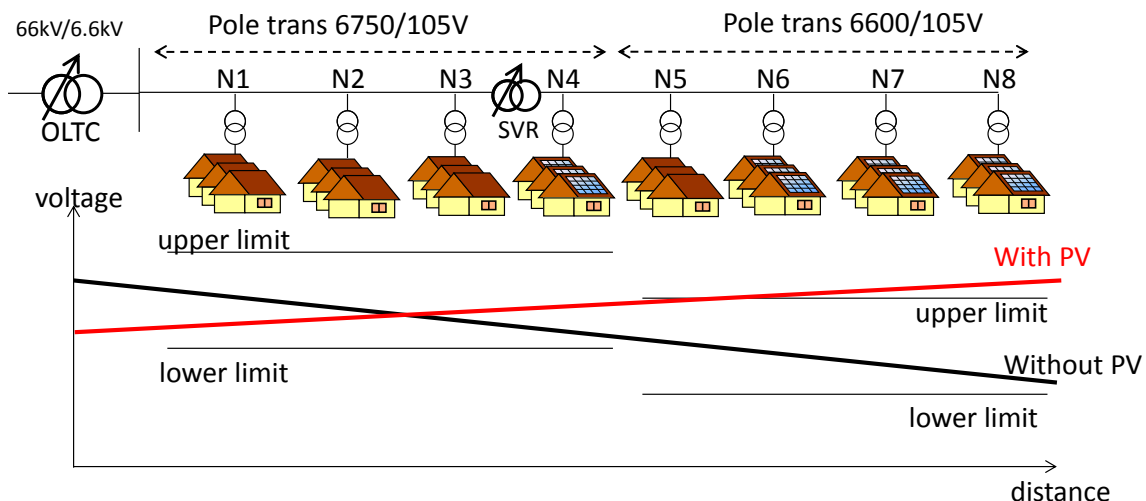 66kV/6.6kV
Pole trans 6750/105V
Pole trans 6600/105V
N1
N2
N3
N4
N5
N6
N7
N8
OLTC
SVR
voltage
upper limit
With PV
upper limit
lower limit
Without PV
lower limit
distance